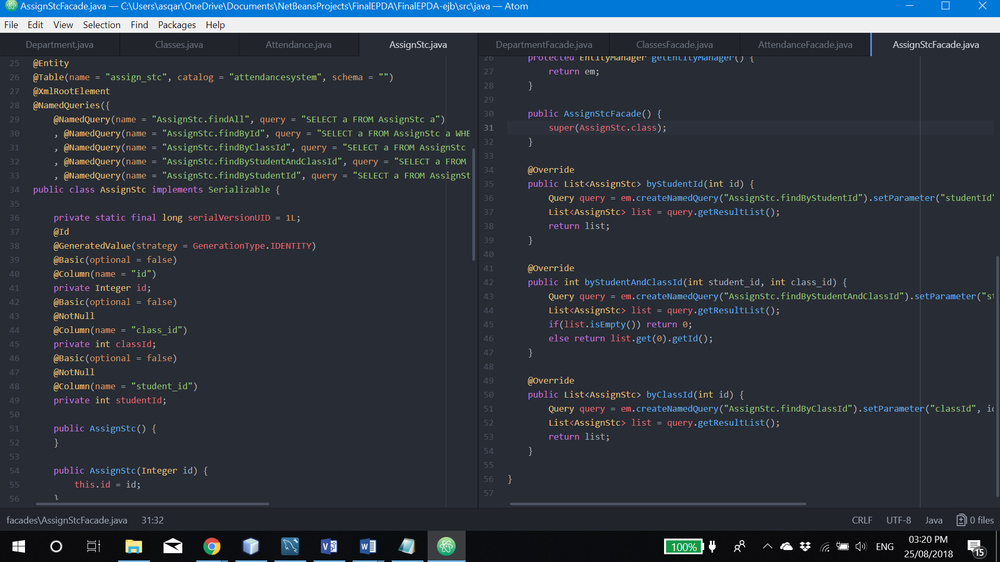 AssignStcFacade.java — C:\Users\asqar\OneDrive\Documents\NetBeansProjects\FinalEPDA\FinalEPDA-ejb\src\java — Atom
File Edit View Selection Find Packages Help
Department.java Classes.java Attendance.java AssignStc.java
25 @Entity
26 @Table(name = "assign_stc", catalog = "attendancesystem", schema = "")
27 @XmlRootElement
28 @NamedQueries({
29 @NamedQuery(name = "AssignStc.findAll", query = "SELECT a FROM AssignStc a")
30 , @NamedQuery(name = "AssignStc.findById", query = "SELECT a FROM AssignStc a WHE
31 , @NamedQuery(name = "AssignStc.findByClassId", query = "SELECT a FROM AssignStc
32 , @NamedQuery(name = "AssignStc.findByStudentAndClassId", query = "SELECT a FROM
33 , @NamedQuery(name = "AssignStc.findByStudentId", query = "SELECT a FROM AssignSt
34 public class AssignStc implements Serializable {
35
36 private static final long serialVersionUID = 1L;
37 @Id
38 @GeneratedValue(strategy = GenerationType.IDENTITY)
39 @Basic(optional = false)
40 @Column(name = "id")
41 private Integer id;
42 @Basic(optional = false)
43 @NotNull
44 @Column(name = "class_id")
45 private int classId;
46 @Basic(optional = false)
47 @NotNull
48 @Column(name = "student_id")
49 private int studentId;
50
51 public AssignStc() {
52 }
53
54 public AssignStc(Integer id) {
55 this.id = id;
56 }
DepartmentFacade.java ClassesFacade.java AttendanceFacade.java AssignStcFacade.java
26 protected EntityManager getEntityManager() {
27 return em;
28 }
29
30 public AssignStcFacade() {
31 super(AssignStc.class);
32 }
33
34 @Override
35 public List<AssignStc> byStudentId(int id) {
36 Query query = em.createNamedQuery("AssignStc.findByStudentId").setParameter("studentId"
37 List<AssignStc> list = query.getResultList();
38 return list;
39 }
40
41 @Override
42 public int byStudentAndClassId(int student_id, int class_id) {
43 Query query = em.createNamedQuery("AssignStc.findByStudentAndClassId").setParameter("st
44 List<AssignStc> list = query.getResultList();
45 if(list.isEmpty()) return 0;
46 else return list.get(0).getId();
47 }
48
49 @Override
50 public List<AssignStc> byClassId(int id) {
51 Query query = em.createNamedQuery("AssignStc.findByClassId").setParameter("classId", id
52 List<AssignStc> list = query.getResultList();
53 return list;
54 }
55
56 }
57
facades\AssignStcFacade.java 31:32 CRLF UTF-8 Java 0 files
100% ENG 03:20 PM
25/08/2018 15